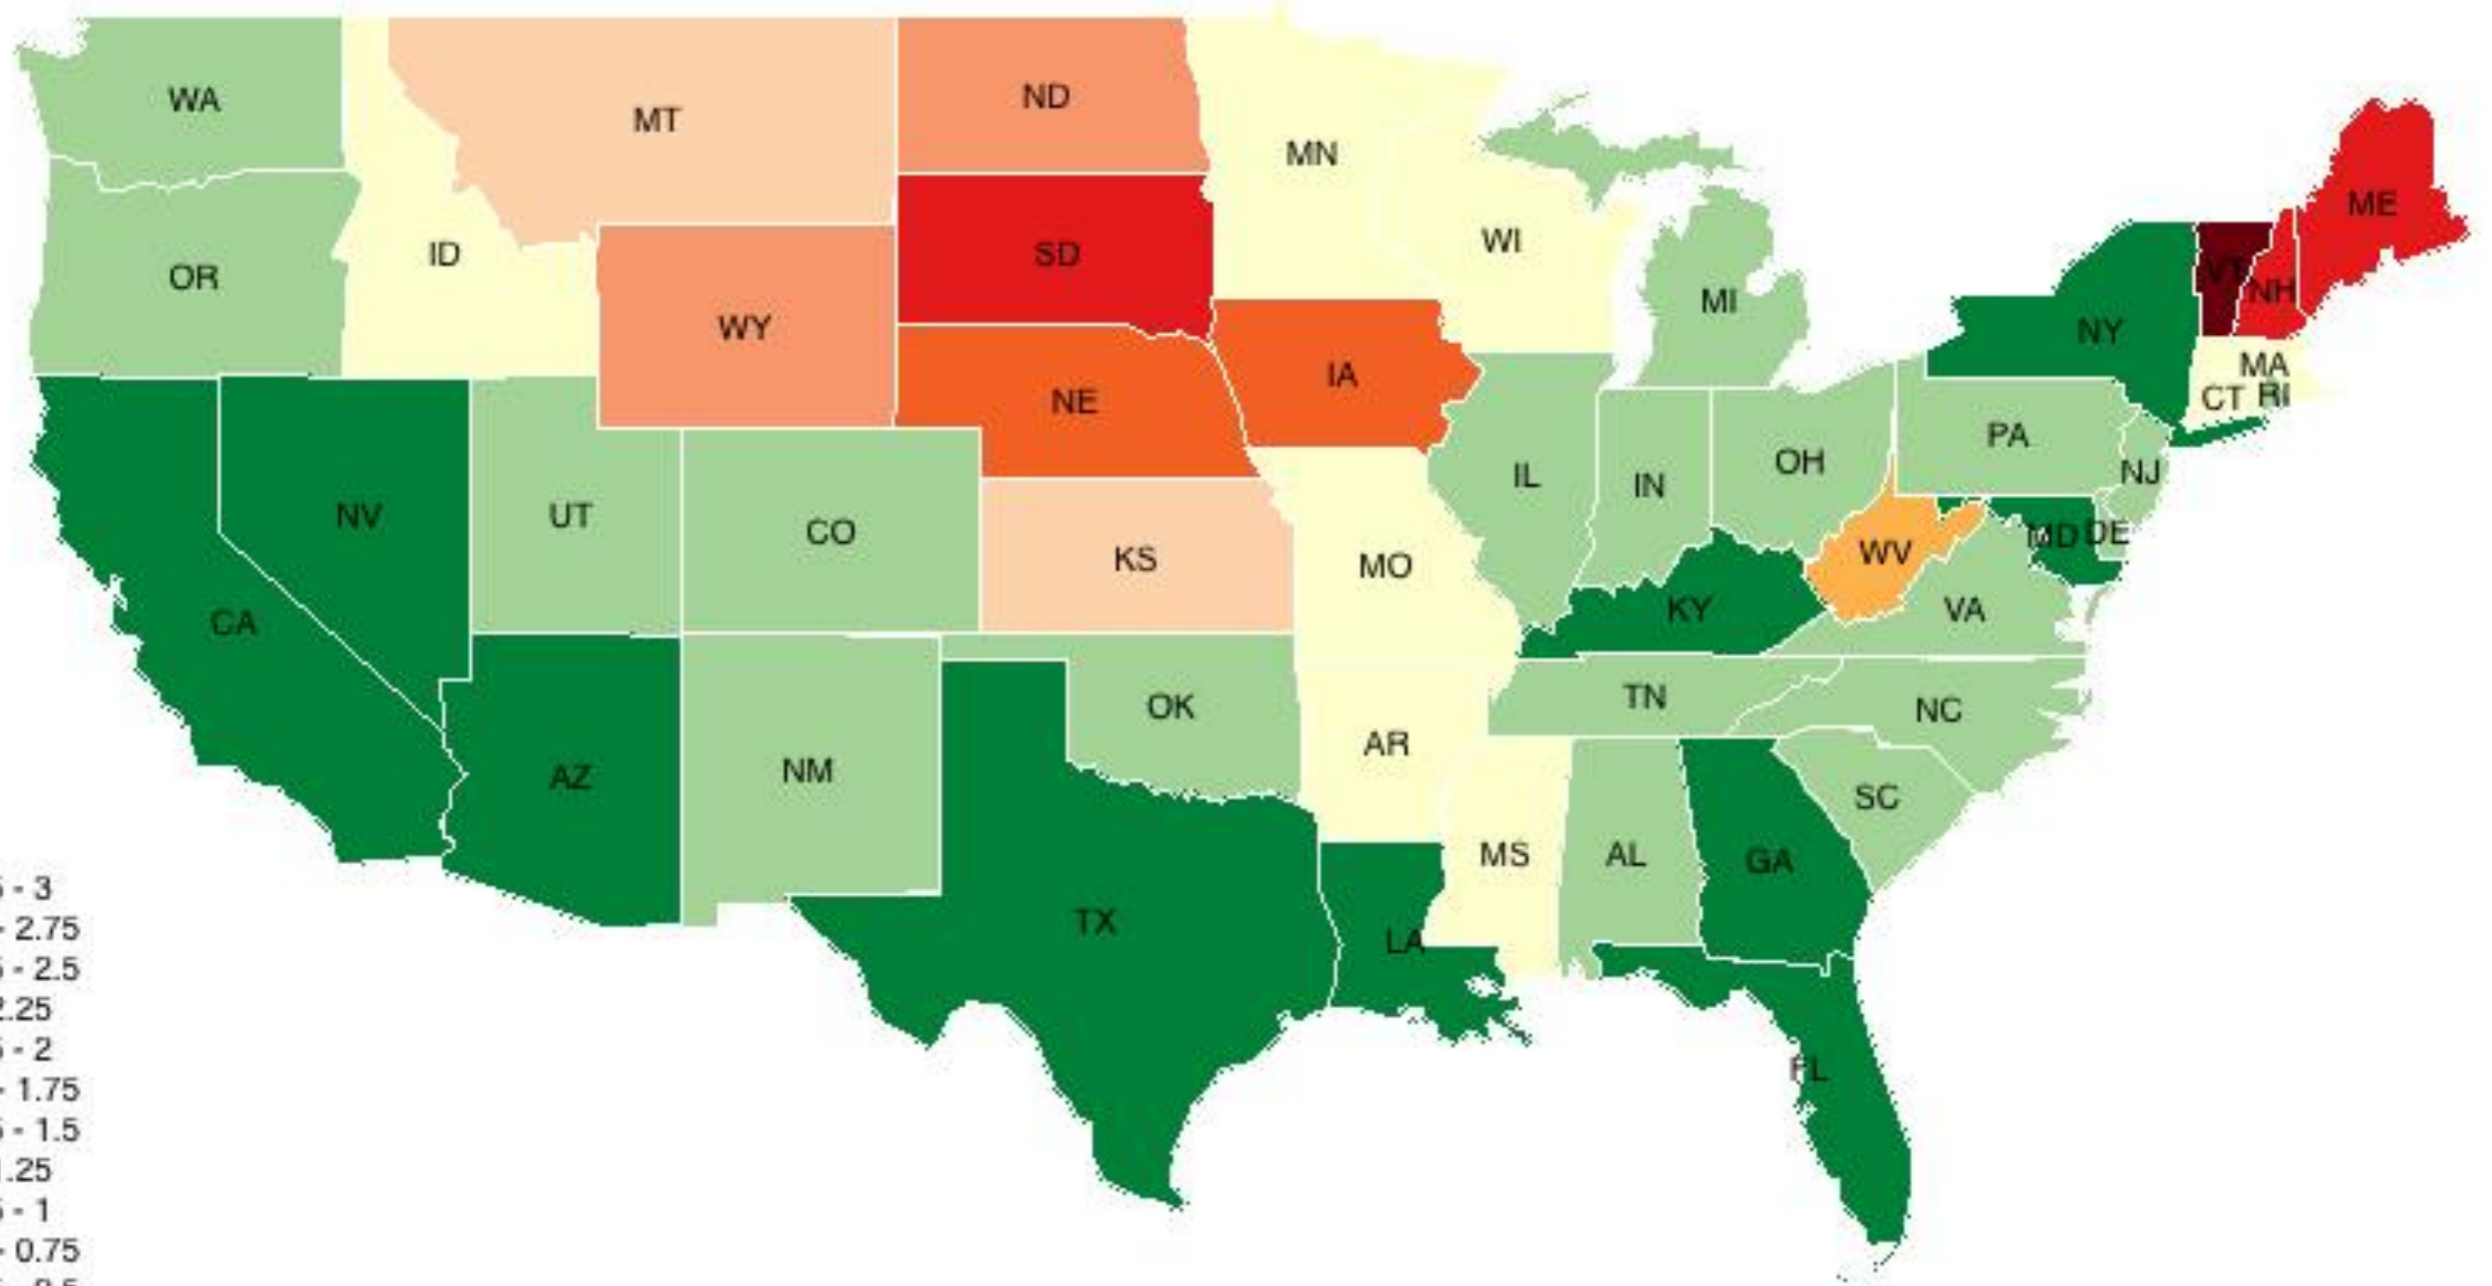 WA
MT
ND
MN
ID
OR
SD
WI
ME
VT
NH
MI
NY
WY
IA
NE
MA
CT RI
PA
OH
NJ
IL
IN
NV
UT
CO
KS
MO
WV
MD DE
CA
KY
VA
TN
NC
OK
AR
AZ
NM
SC
MS
AL
GA
TX
LA
FL
- 3
- 2.75
- 2.5
2.25
- 2
- 1.75
- 1.5
1.25
- 1
- 0.75